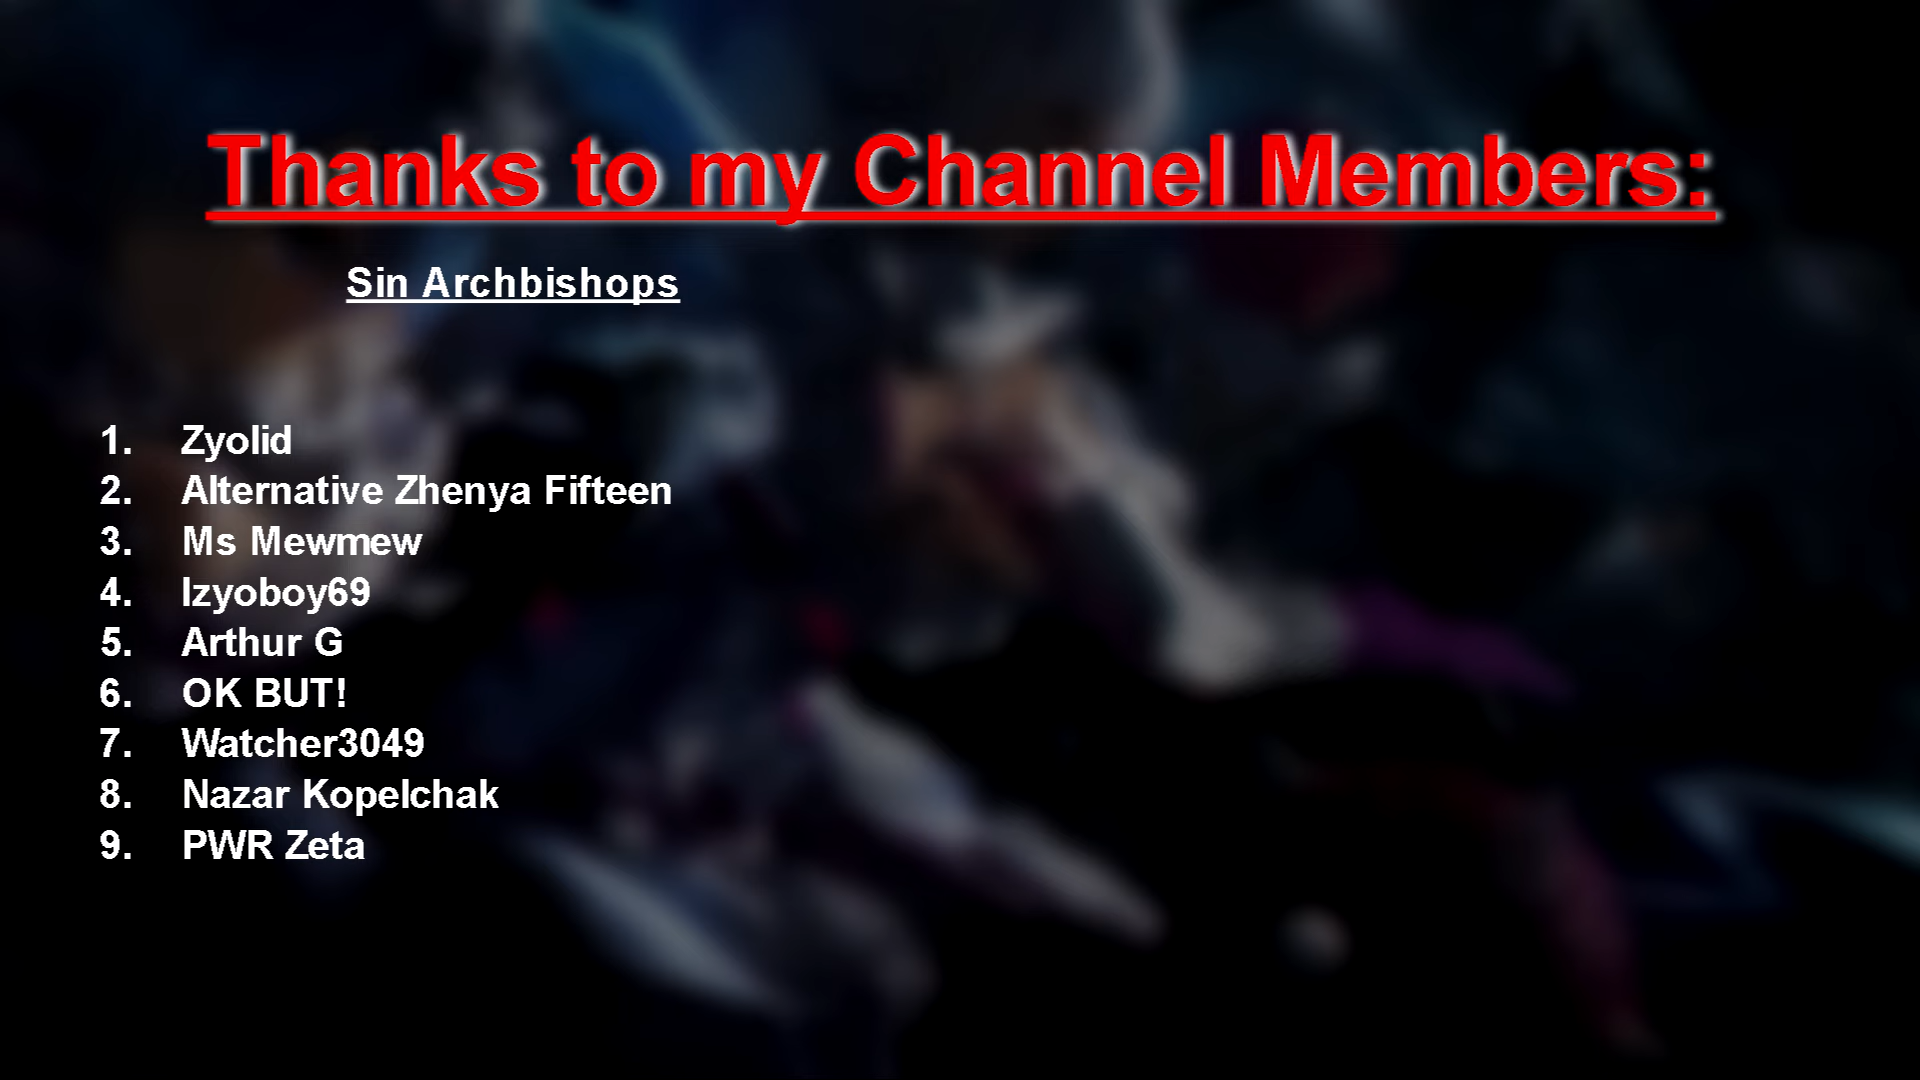 Thanks to my Channel Members:
Sin Archbishops
1. Zyolid
2. Alternative Zhenya Fifteen
3. Ms Mewmew
4. Izyoboy69
5. Arthur G
6. OK BUT!
7. Watcher3049
8. Nazar Kopelchak
9. PWR Zeta